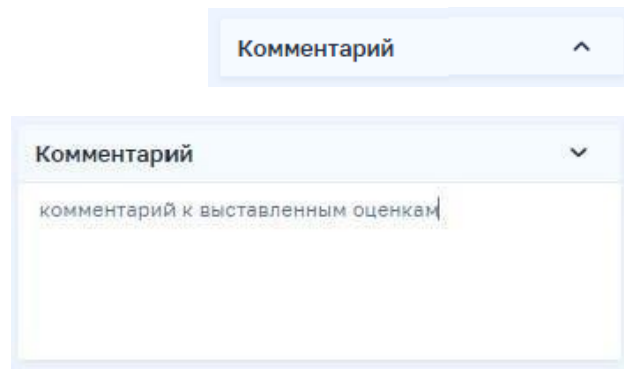 Комментарий
Комментарий
комментарий к выставленным оценкам